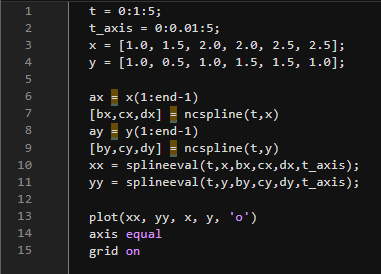 1 t = 0:1:5;
2 t_axis = 0:0.01:5;
3 x = [1.0, 1.5, 2.0, 2.0, 2.5, 2.5];
4 y = [1.0, 0.5, 1.0, 1.5, 1.5, 1.0];
5
6 ax = x(1:end-1)
7 [bx,cx,dx] = ncspline(t,x)
8 ay = y(1:end-1)
9 [by,cy,dy] = ncspline(t,y)
10 xx = splineeval(t,x,bx,cx,dx,t_axis);
11 yy = splineeval(t,y,by,cy,dy,t_axis);
12
13 plot(xx, yy, x, y, 'o')
14 axis equal
15 grid on